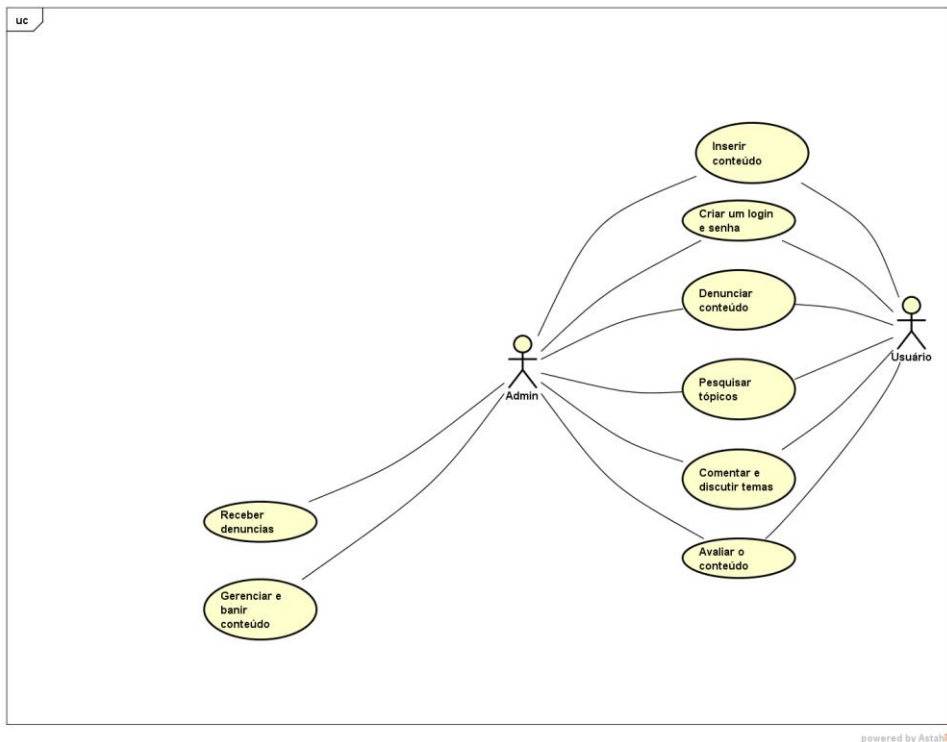 uc
Inserir
conteúdo
Criar um login
e senha
Denunciar
conteúdo
Usuário
Pesquisar
tópicos
Admin
Comentar e
discutir temas
Receber
denuncias
Avaliar o
conteúdo
Gerenciar e
banir
conteúdo
powered by Astah